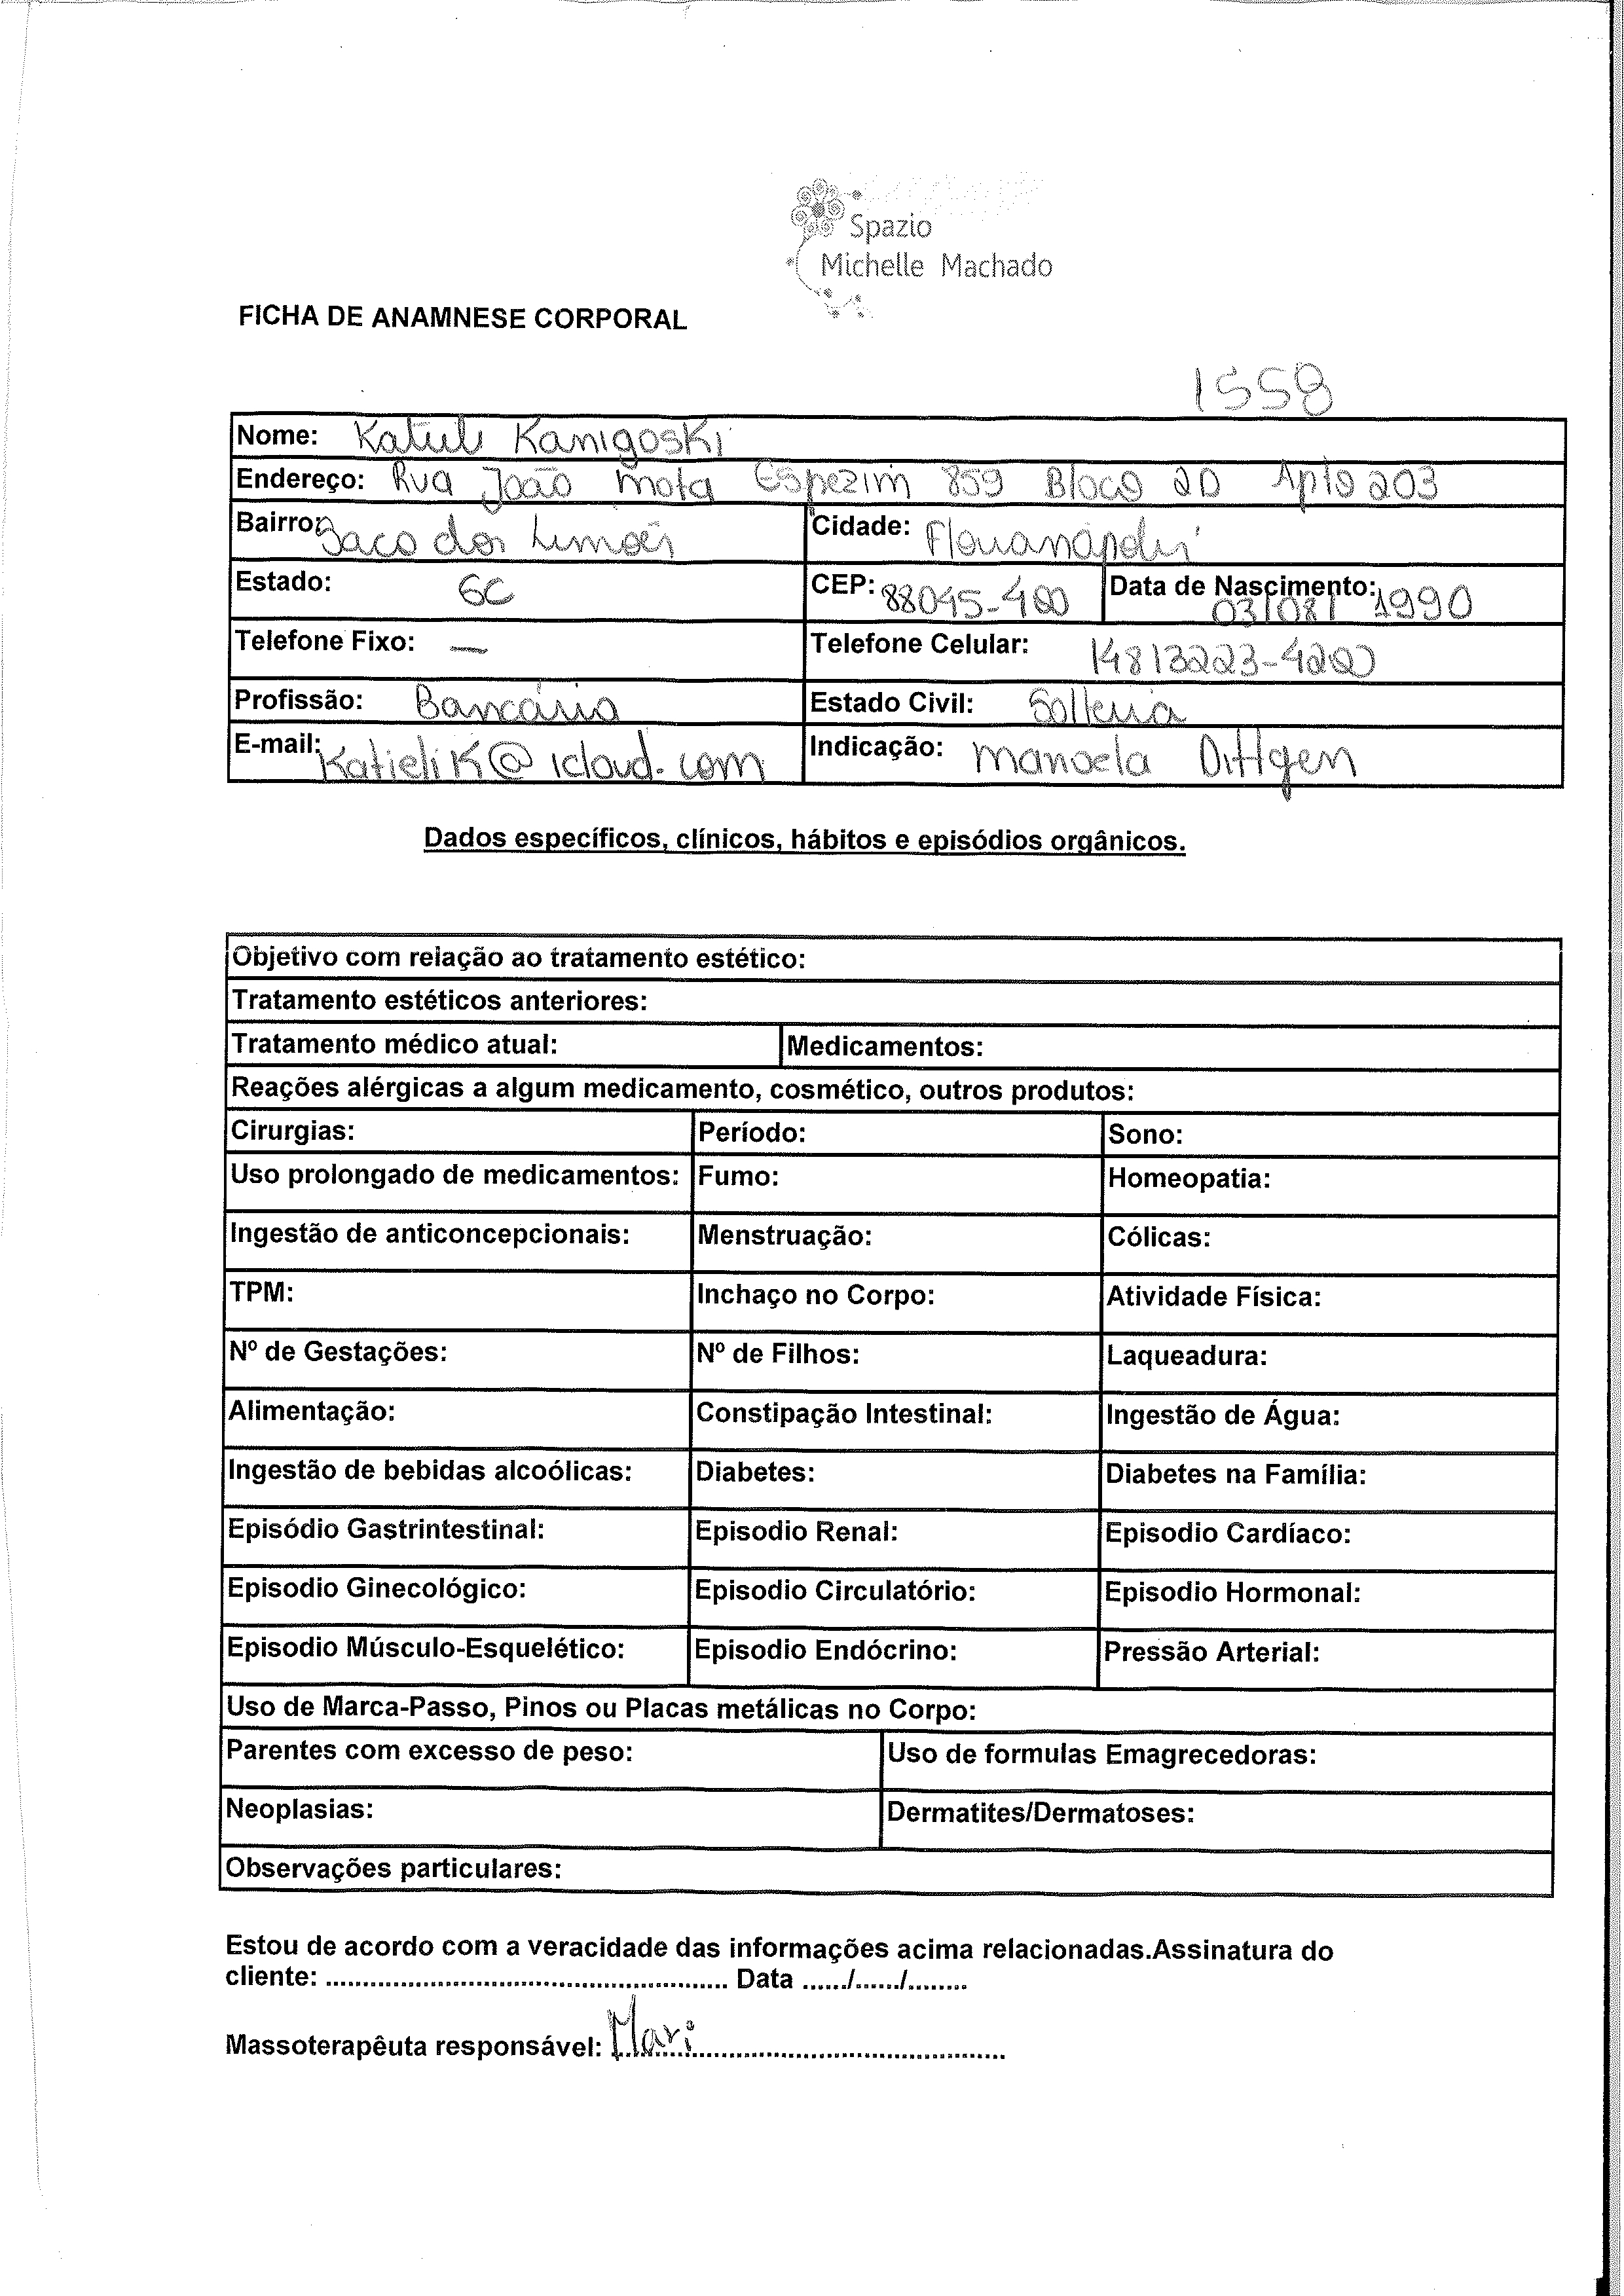 Spazio
Michelle Machado
FICHA DE ANAMNESE CORPORAL
1558
Nome: Katieli Kanigoski
Endereço: Rua João Mota Espezim 859 Bloco 2D Apto 203
Bairro: Saco dos Limões Cidade: Florianópolis
Estado: SC CEP: 88045-400 Data de Nascimento: 03/08/1990
Telefone Fixo: — Telefone Celular: (48)
Profissão: Bancária Estado Civil: Solteira
E-mail: KatieliK@icloud.com Indicação: Manoela Dittgen
Dados específicos, clínicos, hábitos e episódios orgânicos.
Objetivo com relação ao tratamento estético:
Tratamento estéticos anteriores:
Tratamento médico atual: Medicamentos:
Reações alérgicas a algum medicamento, cosmético, outros produtos:
Cirurgias: Período: Sono:
Uso prolongado de medicamentos: Fumo: Homeopatia:
Ingestão de anticoncepcionais: Menstruação: Cólicas:
TPM: Inchaço no Corpo: Atividade Física:
Nº de Gestações: Nº de Filhos: Laqueadura:
Alimentação: Constipação Intestinal: Ingestão de Água:
Ingestão de bebidas alcoólicas: Diabetes: Diabetes na Família:
Episódio Gastrintestinal: Episodio Renal: Episodio Cardíaco:
Episodio Ginecológico: Episodio Circulatório: Episodio Hormonal:
Episodio Músculo-Esquelético: Episodio Endócrino: Pressão Arterial:
Uso de Marca-Passo, Pinos ou Placas metálicas no Corpo:
Parentes com excesso de peso: Uso de formulas Emagrecedoras:
Neoplasias: Dermatites/Dermatoses:
Observações particulares:
Estou de acordo com a veracidade das informações acima relacionadas.Assinatura do
cliente: ........................................................ Data ....../....../........
Massoterapêuta responsável: Mari................................................